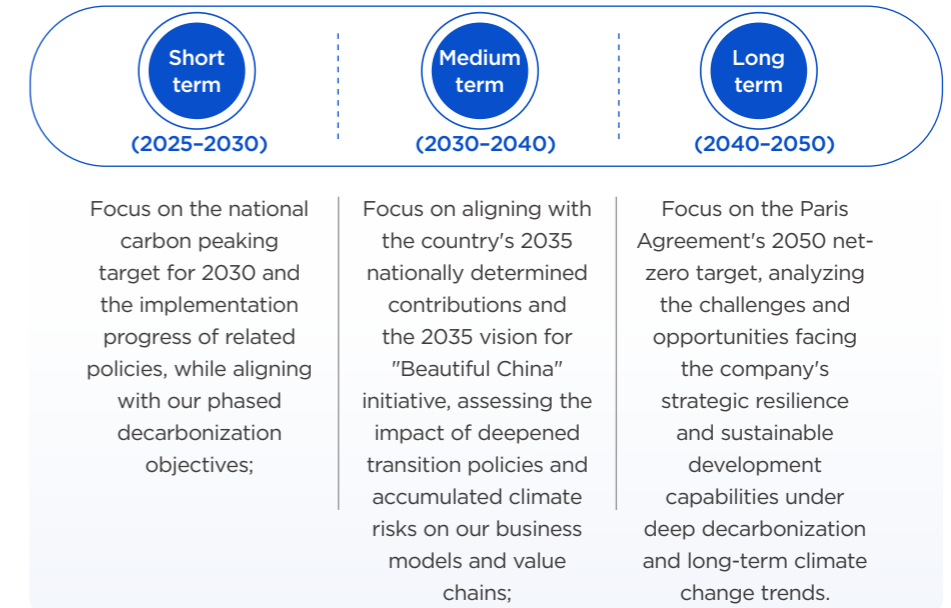 Short
term
(2025–2030)
Medium
term
(2030–2040)
Long
term
(2040–2050)
Focus on the national
carbon peaking
target for 2030 and
the implementation
progress of related
policies, while aligning
with our phased
decarbonization
objectives;
Focus on aligning with
the country's 2035
nationally determined
contributions and
the 2035 vision for
"Beautiful China"
initiative, assessing the
impact of deepened
transition policies and
accumulated climate
risks on our business
models and value
chains;
Focus on the Paris
Agreement's 2050 net-
zero target, analyzing
the challenges and
opportunities facing
the company's
strategic resilience
and sustainable
development
capabilities under
deep decarbonization
and long-term climate
change trends.